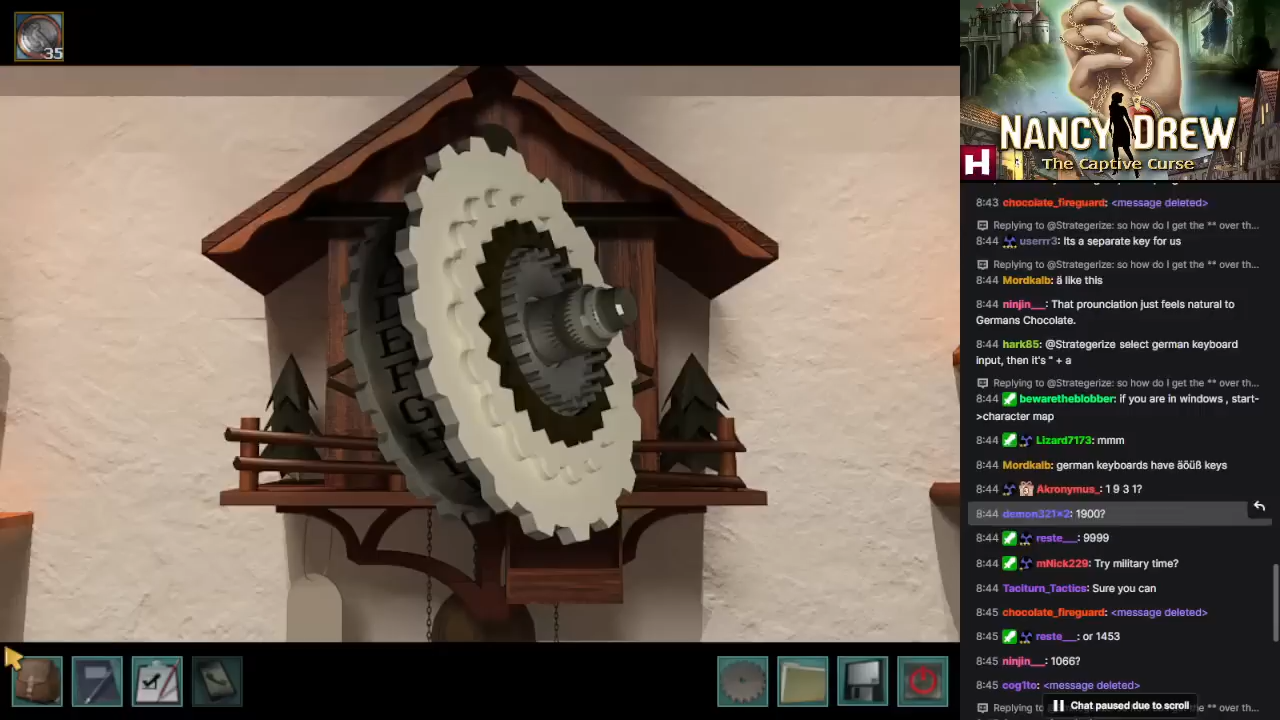 35
E
F
G
H
NANCY DREW
The Captive Curse
8:43 chocolate_fireguard: <message deleted>
Replying to @Strategerize: so how do I get the ** over th...
8:44 userrr3: Its a separate key for us
Replying to @Strategerize: so how do I get the ** over th...
8:44 Mordkalb: ä like this
8:44 ninjin__: That prounciation just feels natural to
Germans Chocolate.
8:44 hark85: @Strategerize select german keyboard
input, then it's " + a
Replying to @Strategerize: so how do I get the ** over th...
8:44 bewaretheblobber: if you are in windows , start-
>character map
8:44 Lizard7173: mmm
8:44 Mordkalb: german keyboards have äöüß keys
8:44 Akronymus_: 1 9 3 1?
8:44 demon321x2: 1900?
8:44 reste__: 9999
8:44 mNick229: Try military time?
8:44 Taciturn_Tactics: Sure you can
8:45 chocolate_fireguard: <message deleted>
8:45 reste__: or 1453
8:45 ninjin__: 1066?
8:45 cog1to: <message deleted>
Replying to ** over th...
Chat paused due to scroll